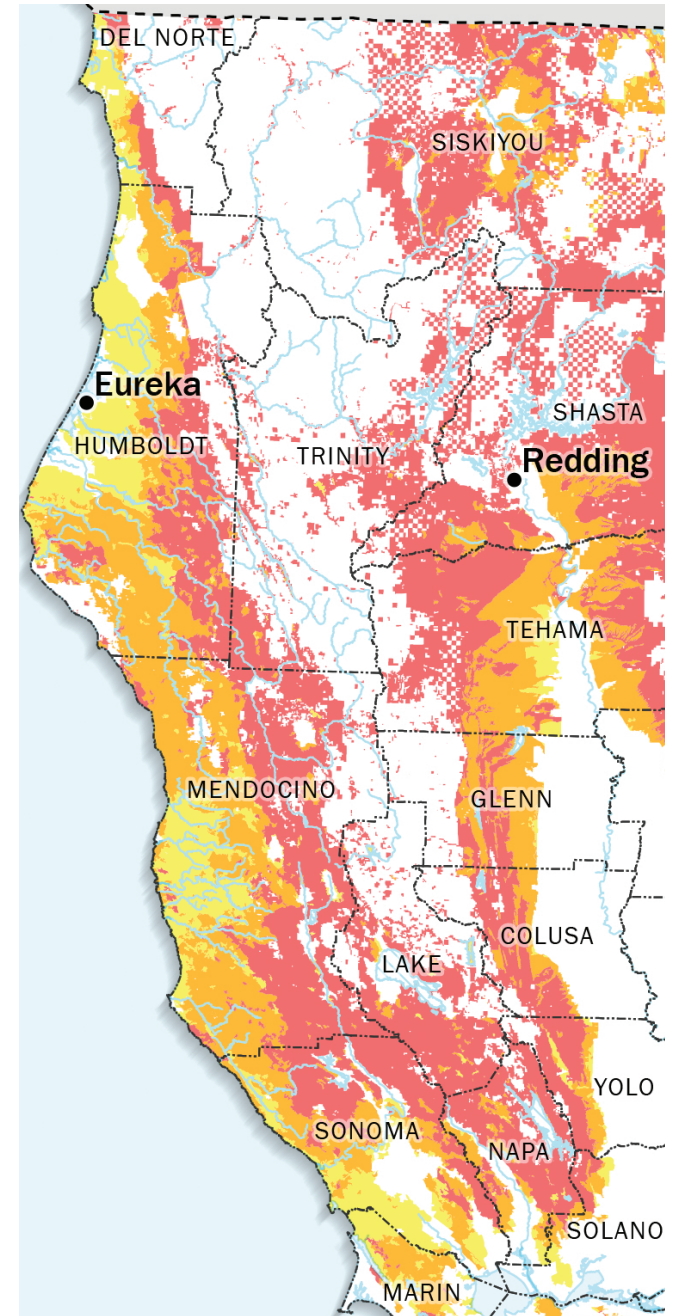 DEL NORTE
SISKIYOU
Eureka
SHASTA
HUMBOLDT
TRINITY
Redding
TEHAMA
MENDOCINO
GLENN
COLUSA
LAKE
YOLO
SONOMA
NAPA
SOLANO
MARIN